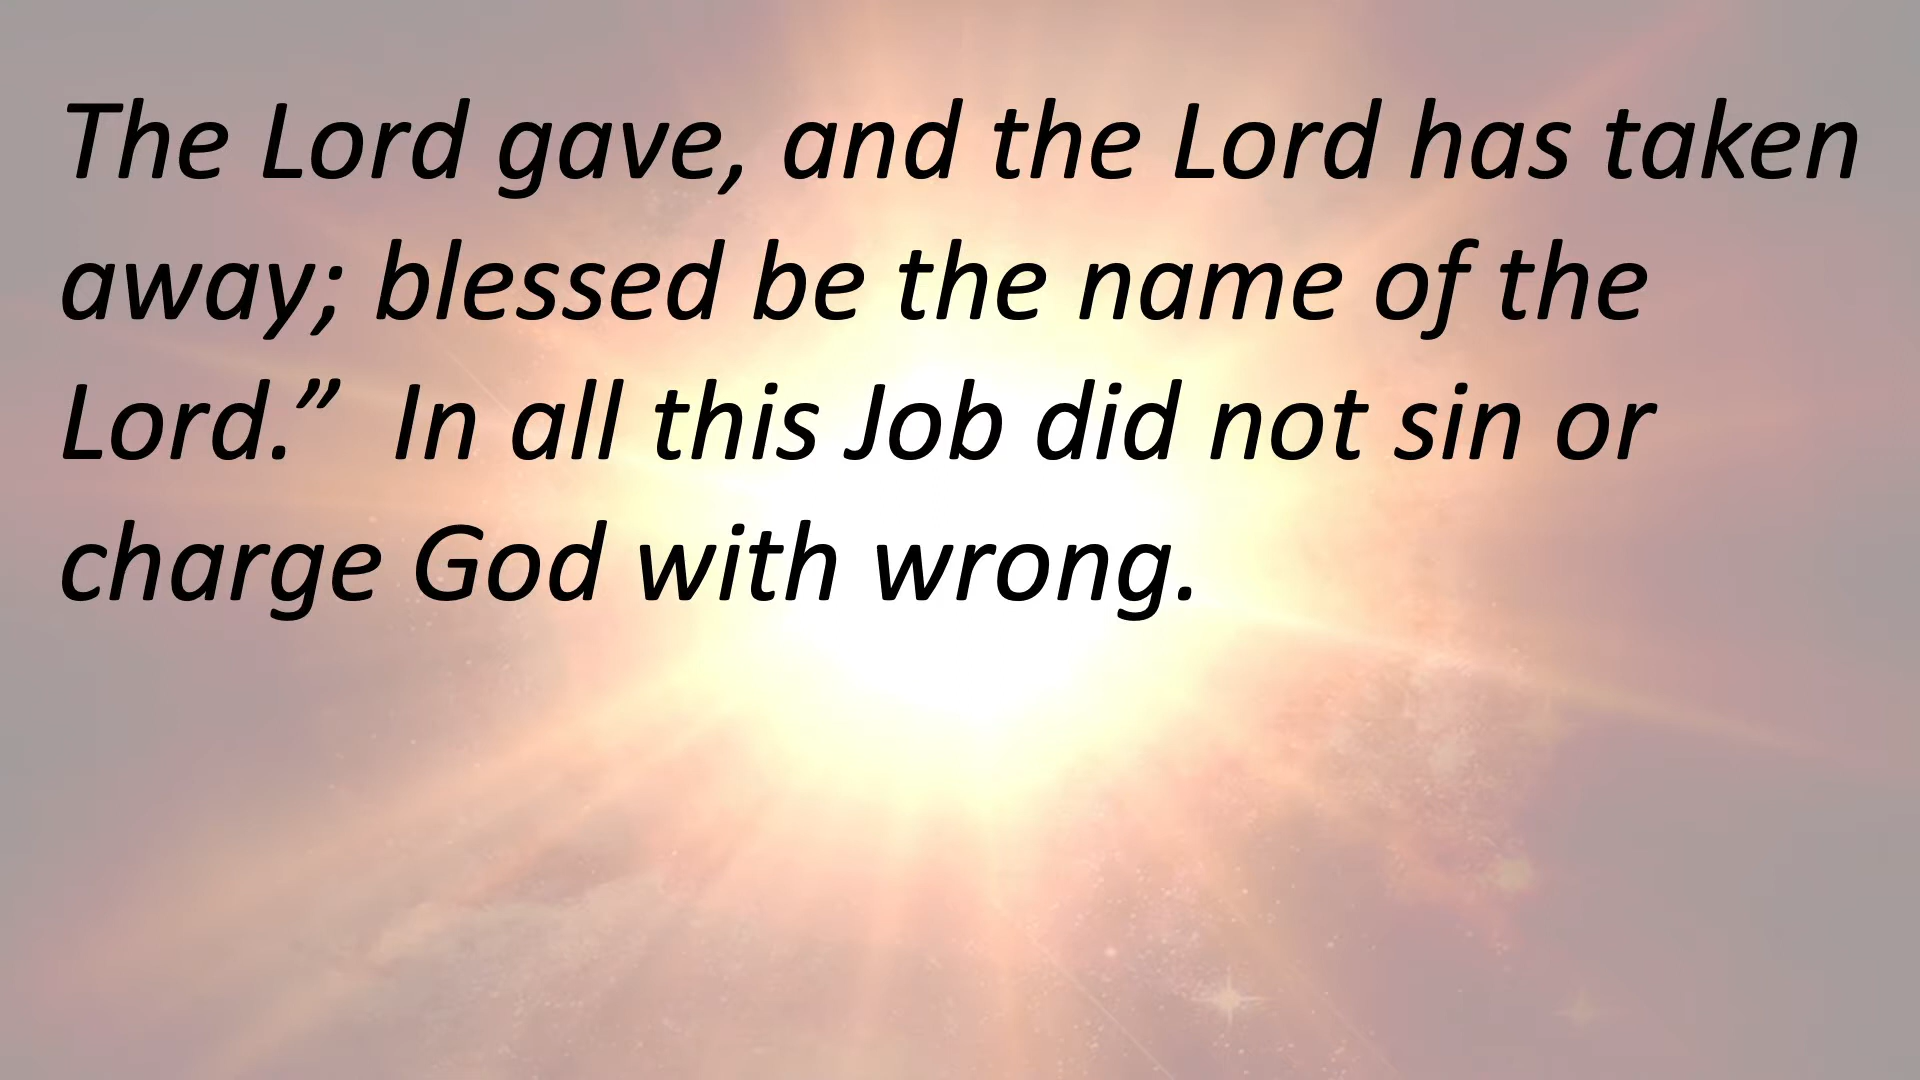 The Lord gave, and the Lord has taken
away; blessed be the name of the
Lord.”  In all this Job did not sin or
charge God with wrong.